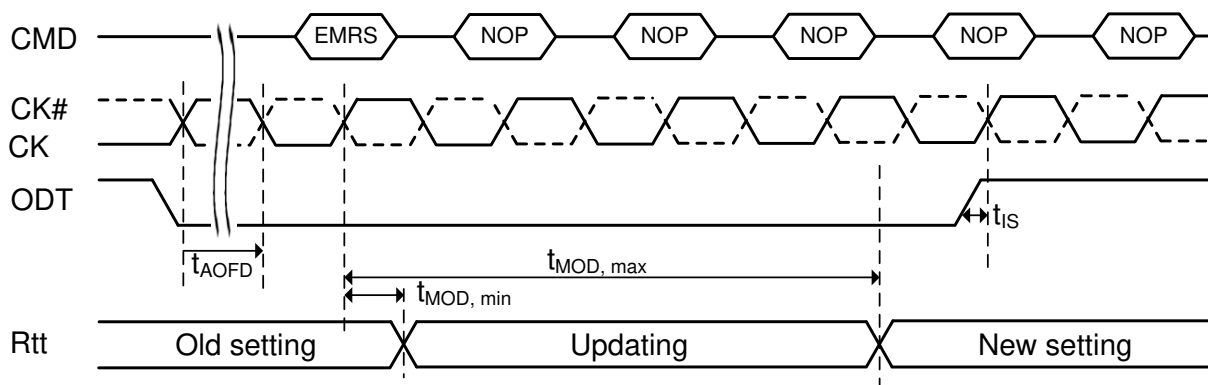 CMD EMRS NOP NOP NOP NOP NOP
CK#
CK
ODT
tIS
tAOFD
tMOD, max
tMOD, min
Rtt Old setting Updating New setting